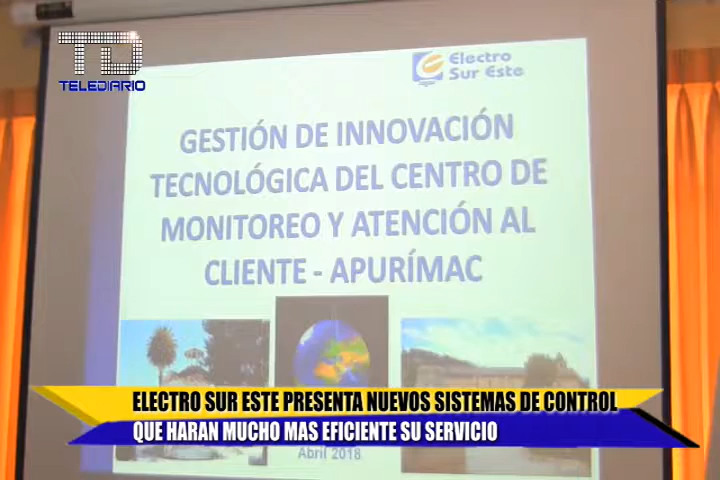 TD
TELEDIARIO
Electro
Sur Este
GESTIÓN DE INNOVACIÓN
TECNOLÓGICA DEL CENTRO DE
MONITOREO Y ATENCIÓN AL
CLIENTE - APURÍMAC
ELECTRO SUR ESTE PRESENTA NUEVOS SISTEMAS DE CONTROL
QUE HARAN MUCHO MAS EFICIENTE SU SERVICIO
Abril 2018